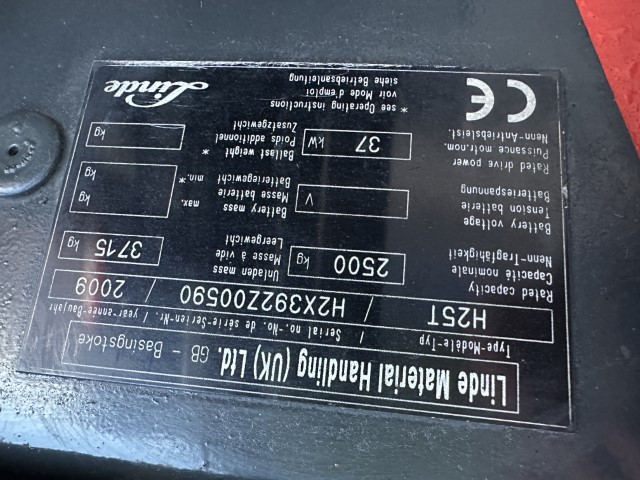 Linde Material Handling (UK) Ltd. GB - Basingstoke
Type-Modèle-Typ / Serial no.-No. de série-Serien-Nr. / year-année-Baujahr
H25T / H2X392Z00590 / 2009
Rated capacity
Capacité nominale
Nenn-Tragfähigkeit
2500
kg
Unladen mass
Masse à vide
Leergewicht
3715
kg
Battery voltage
Tension batterie
Batteriespannung
V
Battery mass
Masse batterie
Batteriegewicht
max.
*min.
kg
kg
Rated drive power
Puissance motr.nom.
Nenn-Antriebsleist.
37 kW
Ballast weight *
Poids additionnel
Zusatzgewicht
kg
CE
* see Operating instructions
voir Mode d'emploi
siehe Betriebsanleitung
Linde